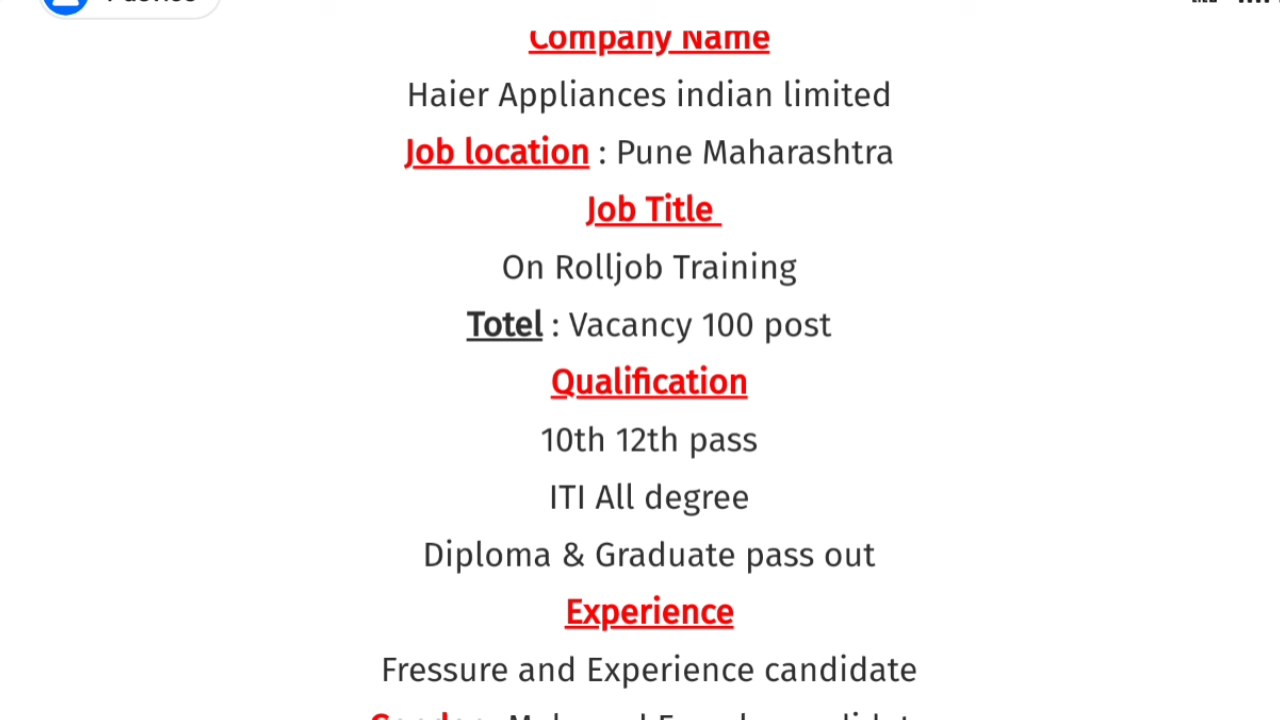 Company Name
Haier Appliances indian limited
Job location : Pune Maharashtra
Job Title
On Rolljob Training
Totel : Vacancy 100 post
Qualification
10th 12th pass
ITI All degree
Diploma & Graduate pass out
Experience
Fressure and Experience candidate